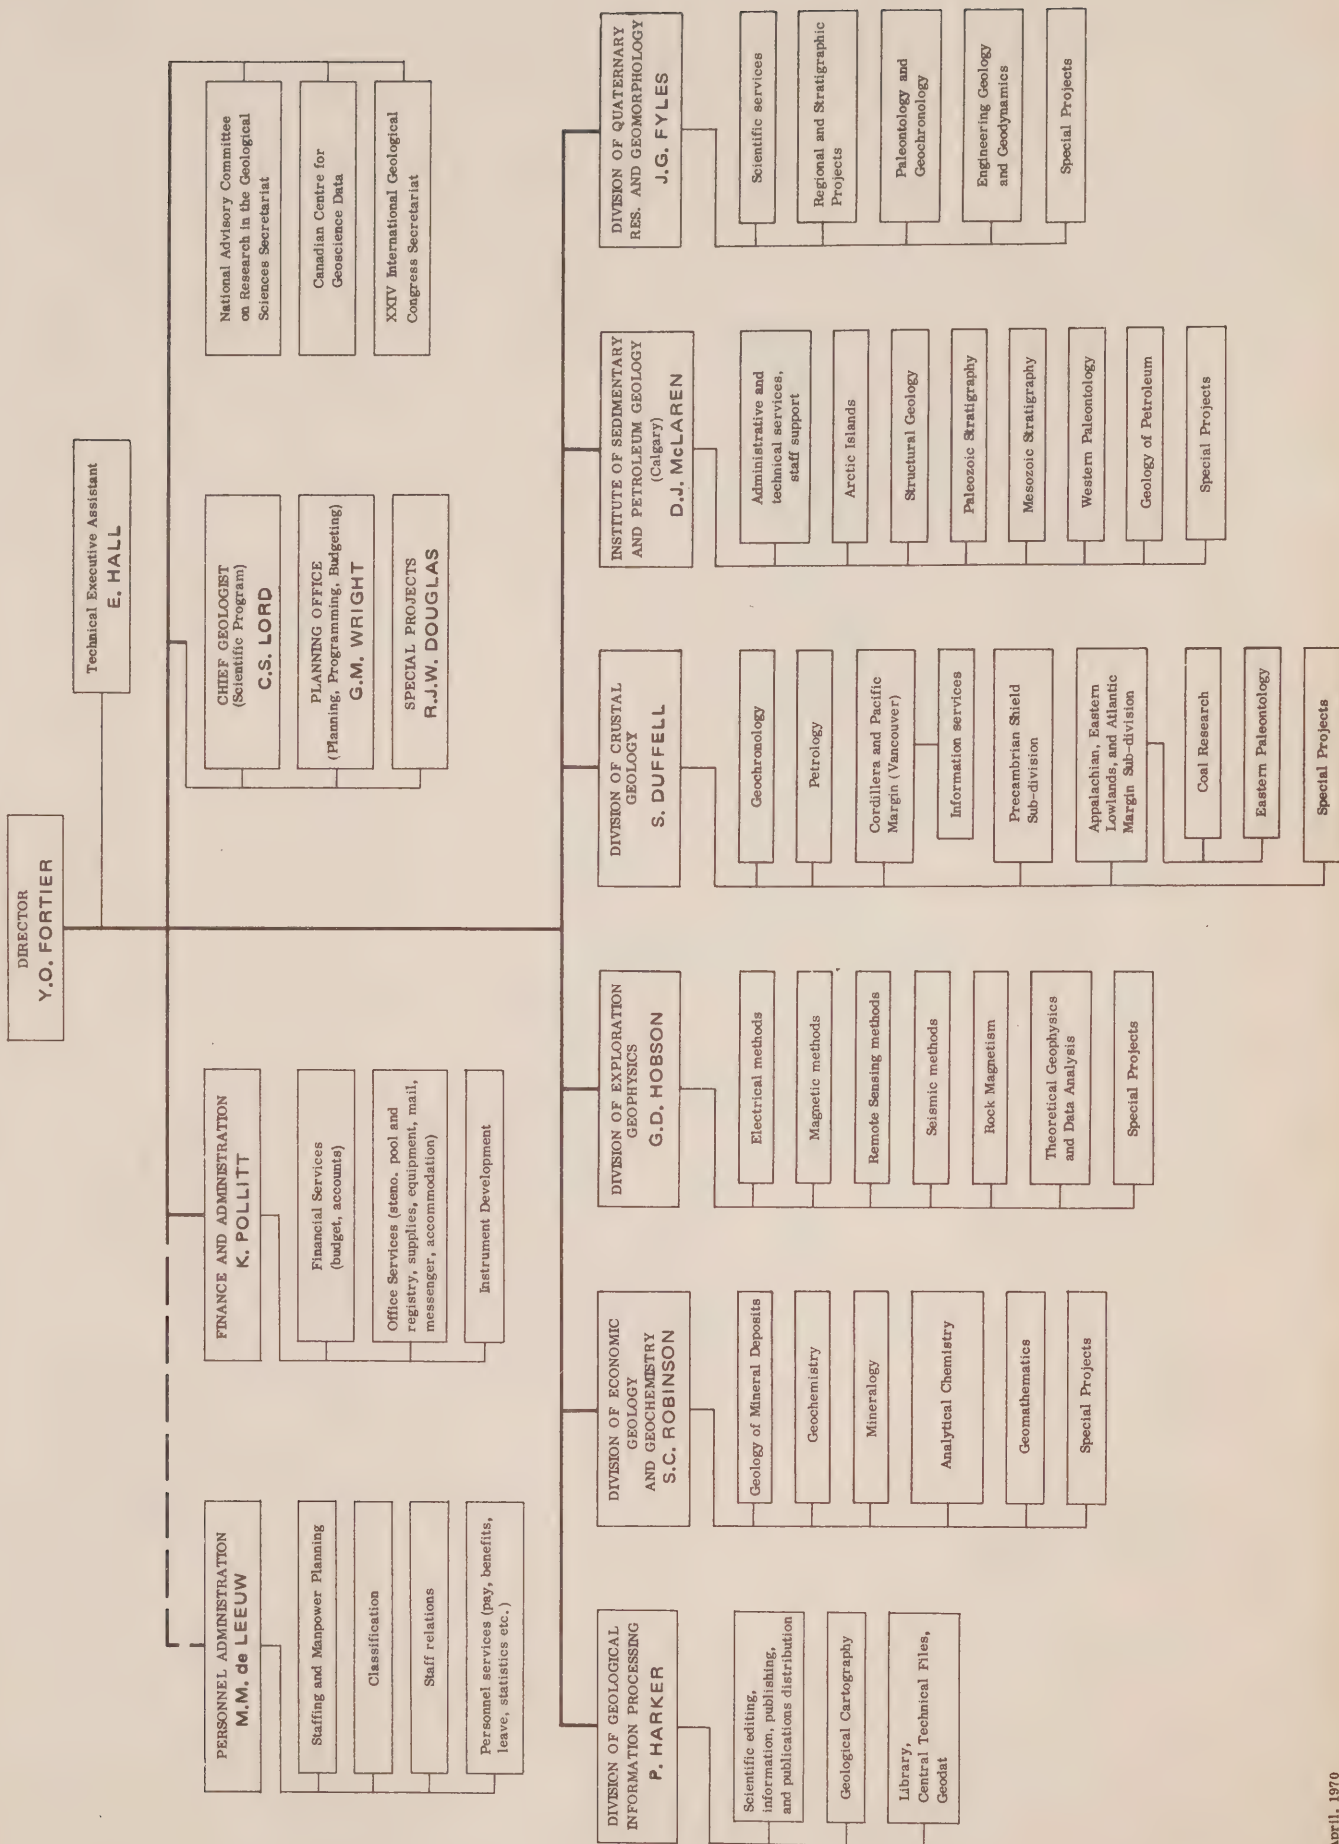 DIRECTOR
Y.O. FORTIER
Technical Executive Assistant
E. HALL
PERSONNEL ADMINISTRATION
M.M. de LEEUW
Staffing and Manpower Planning
Classification
Staff relations
Personnel services (pay, benefits,
leave, statistics etc.)
FINANCE AND ADMINISTRATION
K. POLLITT
Financial Services
(budget, accounts)
Office Services (steno. pool and
registry, supplies, equipment, mail,
messenger, accommodation)
Instrument Development
CHIEF GEOLOGIST
(Scientific Program)
C.S. LORD
PLANNING OFFICE
(Planning, Programming, Budgeting)
G.M. WRIGHT
SPECIAL PROJECTS
R.J.W. DOUGLAS
National Advisory Committee
on Research in the Geological
Sciences Secretariat
Canadian Centre for
Geoscience Data
XXIV International Geological
Congress Secretariat
DIVISION OF GEOLOGICAL
INFORMATION PROCESSING
P. HARKER
Scientific editing,
information, publishing,
and publications distribution
Geological Cartography
Library,
Central Technical Files,
Geodat
DIVISION OF ECONOMIC
GEOLOGY
AND GEOCHEMISTRY
S.C. ROBINSON
Geology of Mineral Deposits
Geochemistry
Mineralogy
Analytical Chemistry
Geomathematics
Special Projects
DIVISION OF EXPLORATION
GEOPHYSICS
G.D. HOBSON
Electrical methods
Magnetic methods
Remote Sensing methods
Seismic methods
Rock Magnetism
Theoretical Geophysics
and Data Analysis
Special Projects
DIVISION OF CRUSTAL
GEOLOGY
S. DUFFELL
Geochronology
Petrology
Cordillera and Pacific
Margin (Vancouver)
Information services
Precambrian Shield
Sub-division
Appalachian, Eastern
Lowlands, and Atlantic
Margin Sub-division
Coal Research
Eastern Paleontology
Special Projects
INSTITUTE OF SEDIMENTARY
AND PETROLEUM GEOLOGY
(Calgary)
D.J. McLAREN
Administrative and
technical services,
staff support
Arctic Islands
Structural Geology
Paleozoic Stratigraphy
Mesozoic Stratigraphy
Western Paleontology
Geology of Petroleum
Special Projects
DIVISION OF QUATERNARY
RES. AND GEOMORPHOLOGY
J.G. FYLES
Scientific services
Regional and Stratigraphic
Projects
Paleontology and
Geochronology
Engineering Geology
and Geodynamics
Special Projects
April, 1970